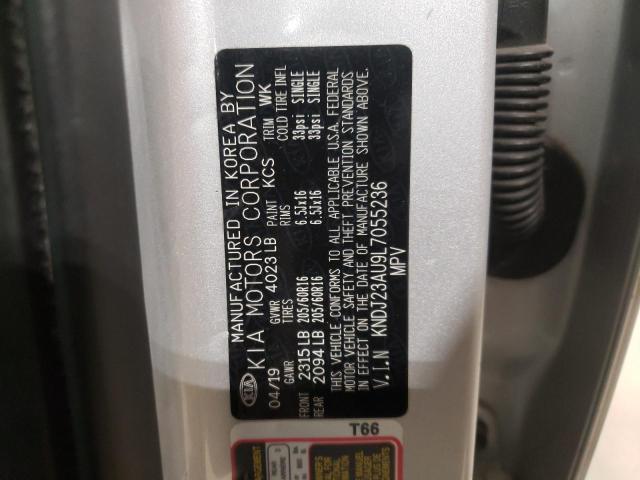 MANUFACTURED IN KOREA BY
KIA KIA MOTORS CORPORATION
04/19 GVWR 4023 LB PAINT KCS TRIM WK
GAWR TIRES RIMS COLD TIRE INFL
FRONT 2315 LB 205/60R16 6.5Jx16 33psi SINGLE
REAR 2094 LB 205/60R16 6.5Jx16 33psi SINGLE
THIS VEHICLE CONFORMS TO ALL APPLICABLE U.S.A. FEDERAL
MOTOR VEHICLE SAFETY AND THEFT PREVENTION STANDARDS
IN EFFECT ON THE DATE OF MANUFACTURE SHOWN ABOVE.
V.I.N KNDJ23AU9L7055236
MPV
T66